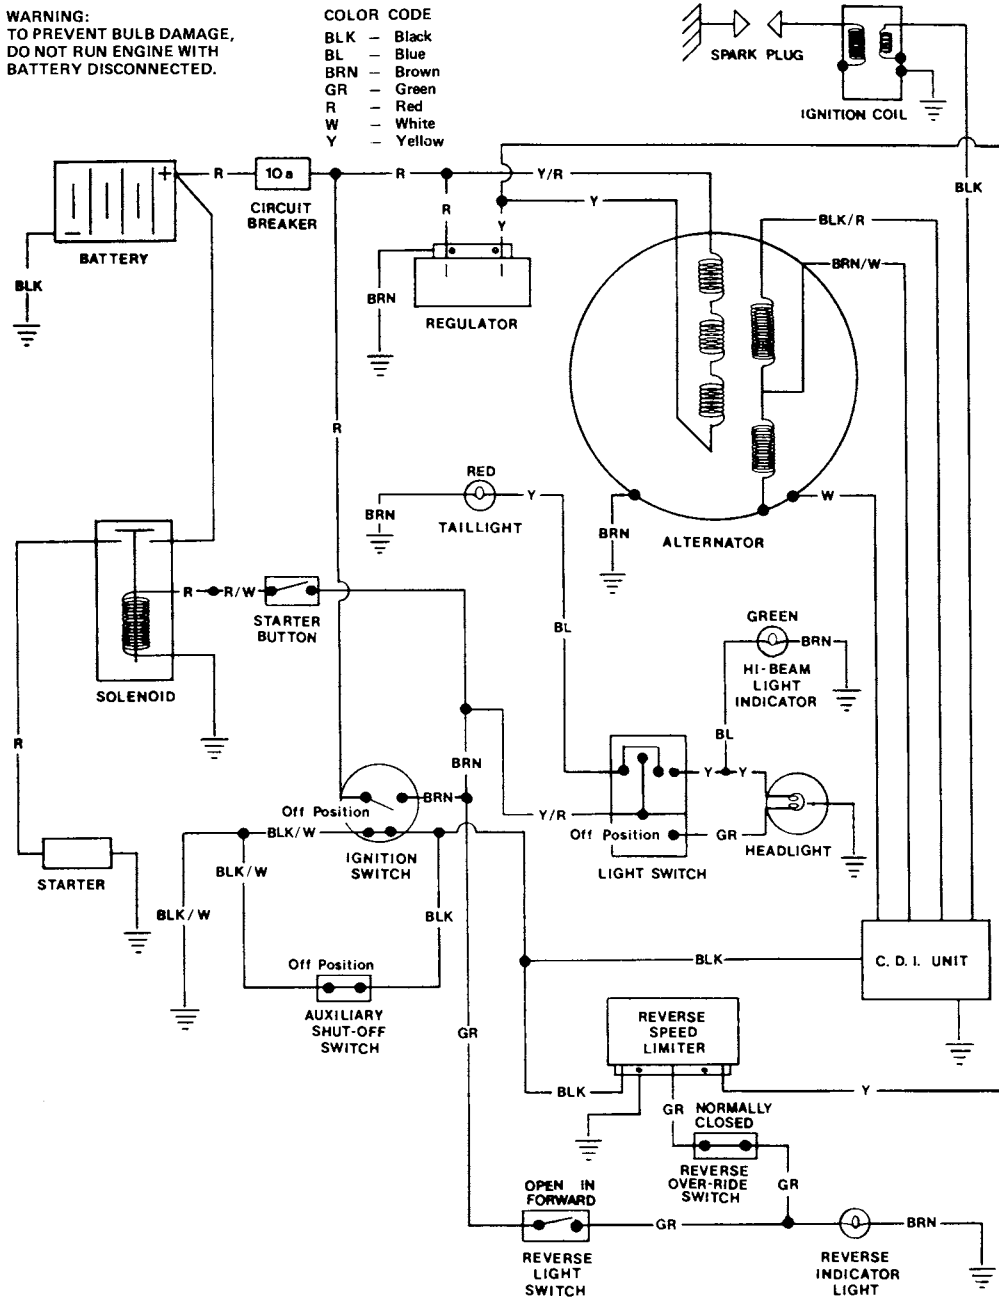 WARNING:
TO PREVENT BULB DAMAGE,
DO NOT RUN ENGINE WITH
BATTERY DISCONNECTED.
COLOR CODE
BLK – Black
BL – Blue
BRN – Brown
GR – Green
R – Red
W – White
Y – Yellow
SPARK PLUG
IGNITION COIL
BLK
R
10a
R
Y/R
CIRCUIT
BREAKER
BATTERY
BLK
R
Y
Y
BRN
REGULATOR
BLK/R
BRN/W
R
RED
Y
BRN
TAILLIGHT
BRN
W
ALTERNATOR
R
R/W
STARTER
BUTTON
SOLENOID
BL
GREEN
BRN
HI-BEAM
LIGHT
INDICATOR
BL
R
BRN
Y
Y
BRN
Off Position
Y/R
BLK/W
IGNITION
SWITCH
Off Position
GR
HEADLIGHT
LIGHT SWITCH
STARTER
BLK/W
BLK/W
BLK
Off Position
AUXILIARY
SHUT-OFF
SWITCH
BLK
C.D.I. UNIT
GR
REVERSE
SPEED
LIMITER
BLK
Y
GR
NORMALLY
CLOSED
REVERSE
OVER-RIDE
SWITCH
GR
OPEN IN
FORWARD
GR
BRN
REVERSE
LIGHT
SWITCH
REVERSE
INDICATOR
LIGHT